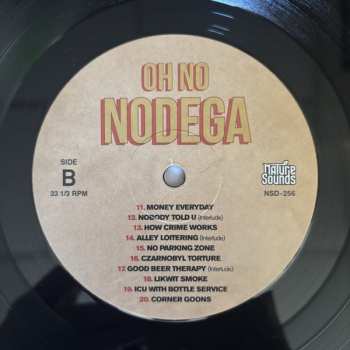 OH NO
NODEGA
SIDE
B
33 1/3 RPM
Nature
Sounds
NSD-256
11. MONEY EVERYDAY
12. NOBODY TOLD U (Interlude)
13. HOW CRIME WORKS
14. ALLEY LOITERING (Interlude)
15. NO PARKING ZONE
16. CZARNOBYL TORTURE
17. GOOD BEER THERAPY (Interlude)
18. LIKWIT SMOKE
19. ICU WITH BOTTLE SERVICE
20. CORNER GOONS